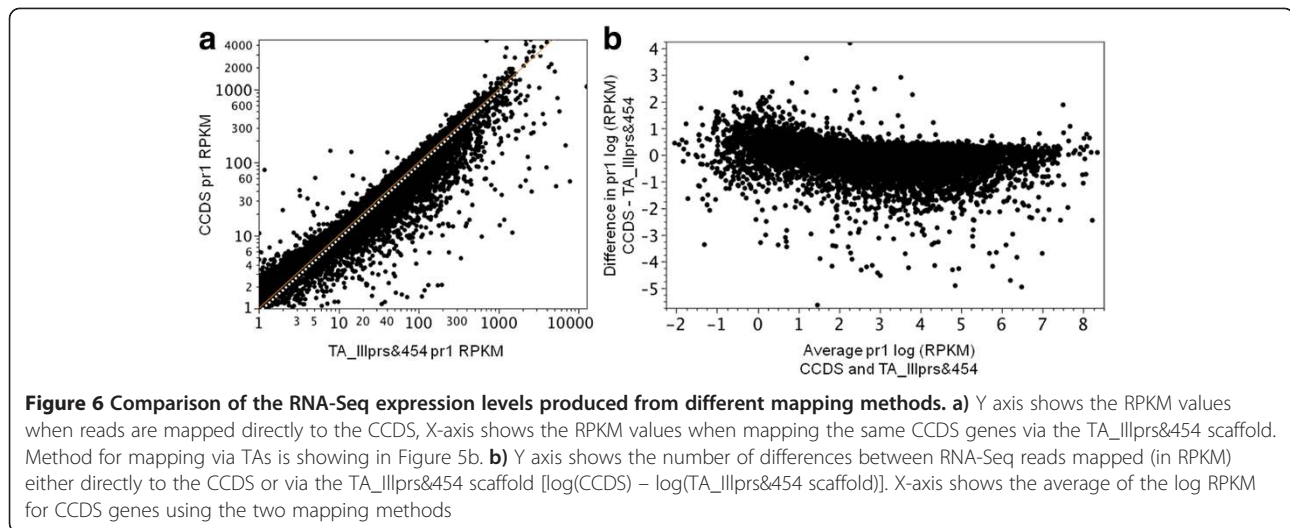 a
CCDS pr1 RPKM
4000
2000
1000
600
300
100
60
30
10
6
4
2
1
1 3 5 10 20 40 100 300 1000 10000
TA_IIIprs&454 pr1 RPKM
b
Difference in pr1 log (RPKM)
CCDS - TA_IIIprs&454
4
3
2
1
0
-1
-2
-3
-4
-5
-2 -1 0 1 2 3 4 5 6 7 8
Average pr1 log (RPKM)
CCDS and TA_IIIprs&454
Figure 6 Comparison of the RNA-Seq expression levels produced from different mapping methods. a) Y axis shows the RPKM values
when reads are mapped directly to the CCDS, X-axis shows the RPKM values when mapping the same CCDS genes via the TA_IIIprs&454 scaffold.
Method for mapping via TAs is showing in Figure 5b. b) Y axis shows the number of differences between RNA-Seq reads mapped (in RPKM)
either directly to the CCDS or via the TA_IIIprs&454 scaffold [log(CCDS) – log(TA_IIIprs&454 scaffold)]. X-axis shows the average of the log RPKM
for CCDS genes using the two mapping methods